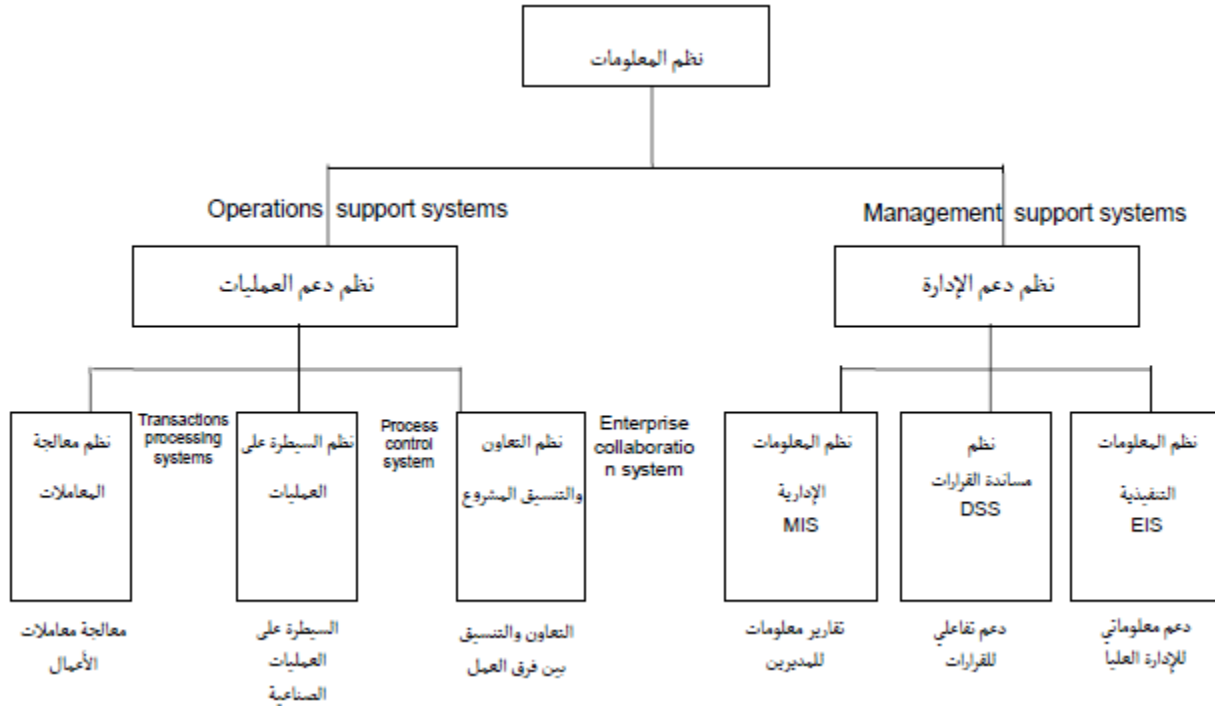 نظم المعلومات
Operations support systems
Management support systems
نظم دعم العمليات
نظم دعم الإدارة
نظم معالجة
المعاملات
Transactions
processing
systems
نظم السيطرة على
العمليات
Process
control
system
نظم التعاون
والتنسيق المشروع
Enterprise
collaboratio
n system
نظم المعلومات
الإدارية
MIS
نظم
مساندة القرارات
DSS
نظم المعلومات
التنفيذية
EIS
معالجة معاملات
الأعمال
السيطرة على
العمليات
الصناعية
التعاون والتنسيق
بين فرق العمل
تقارير معلومات
للمديرين
دعم تفاعلي
للقرارات
دعم معلوماتي
للإدارة العليا